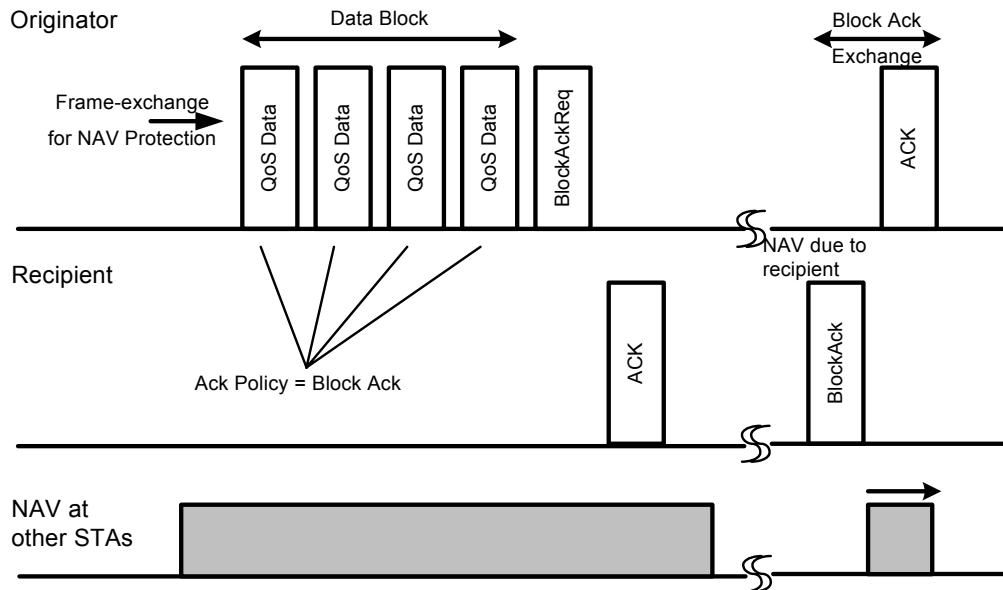 Originator
Data Block
Block Ack
Exchange
Frame-exchange
for NAV Protection
QoS Data
QoS Data
QoS Data
QoS Data
BlockAckReq
ACK
NAV due to
recipient
Recipient
Ack Policy = Block Ack
ACK
BlockAck
NAV at
other STAs